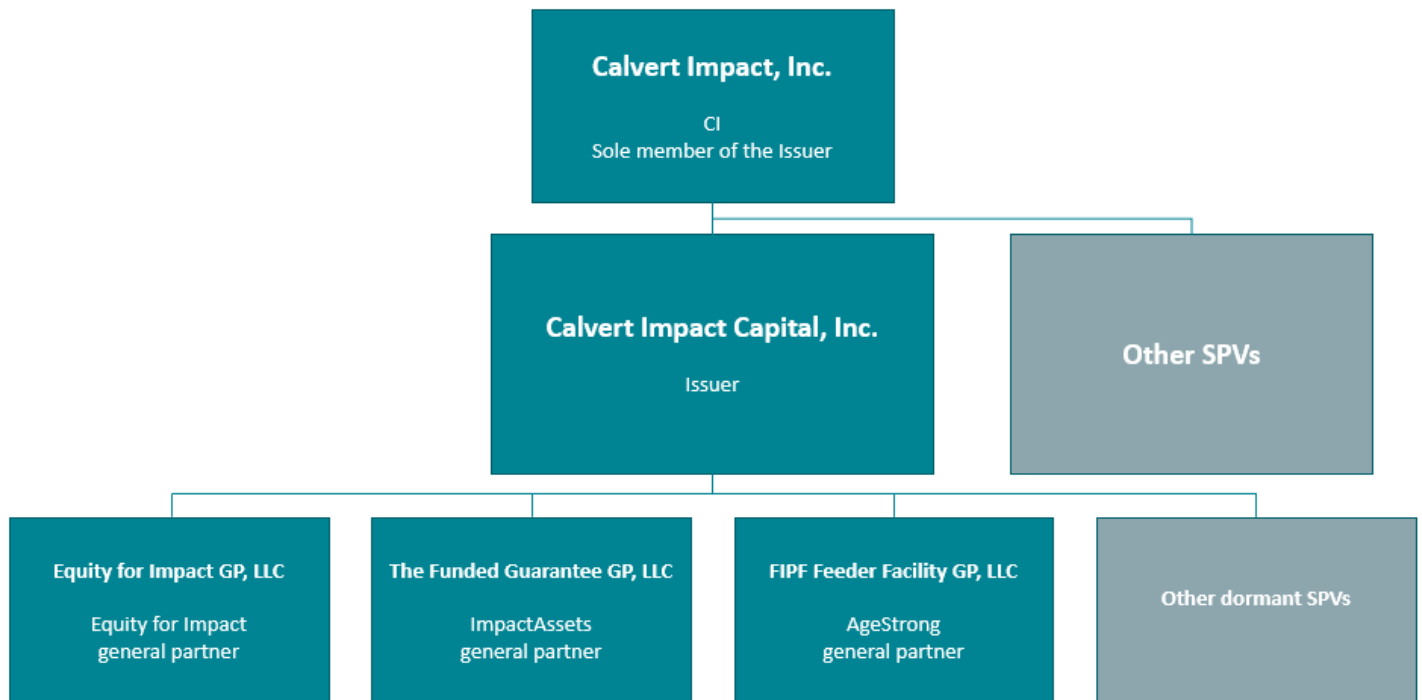 Calvert Impact, Inc.
CI
Sole member of the Issuer
Calvert Impact Capital, Inc.
Issuer
Other SPVs
Equity for Impact GP, LLC
Equity for Impact
general partner
The Funded Guarantee GP, LLC
ImpactAssets
general partner
FIPF Feeder Facility GP, LLC
AgeStrong
general partner
Other dormant SPVs